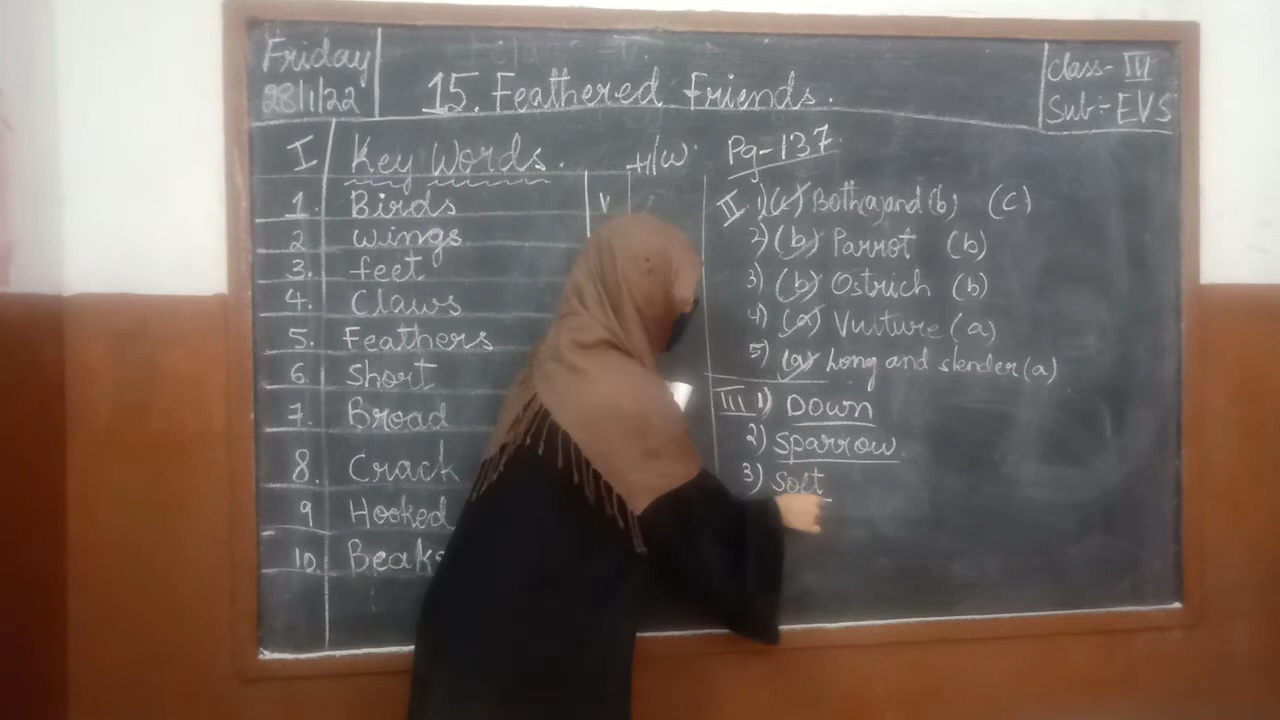 Friday
28/1/22
15. Feathered Friends.
Class- III
Sub:- EVS
I Key Words. H/W.
1. Birds
2 Wings
3. feet
4. Claws
5. Feathers
6. Short
7. Broad
8. Crack
9 Hooked
10. Beaks
Pg-137
II. 1) (c) Both a) and (b) (c)
2) (b) Parrot (b)
3) (b) Ostrich (b)
4) (a) Vulture (a)
5) (a) Long and slender (a)
III 1) Down
2) Sparrow.
3) Soft